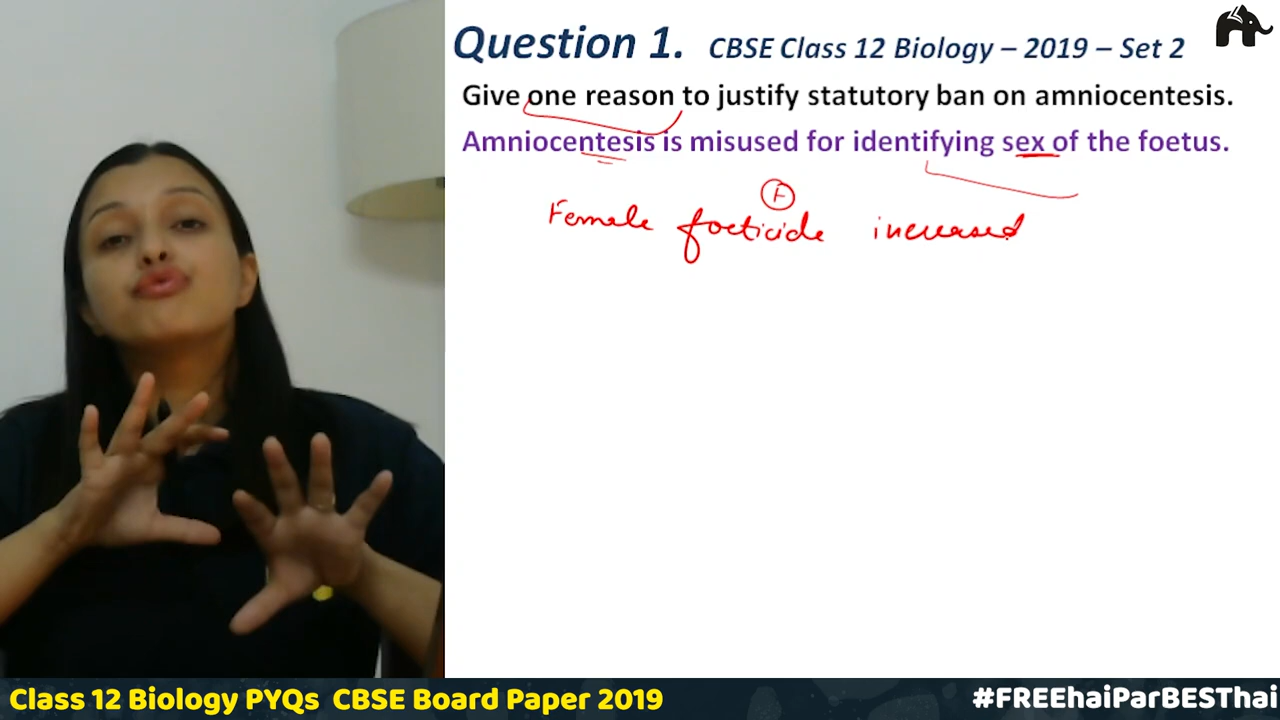 Question 1. CBSE Class 12 Biology – 2019 – Set 2
Give one reason to justify statutory ban on amniocentesis.
Amniocentesis is misused for identifying sex of the foetus.
F
Female foeticide increased
Class 12 Biology PYQs CBSE Board Paper 2019 #FREEhaiParBESThai